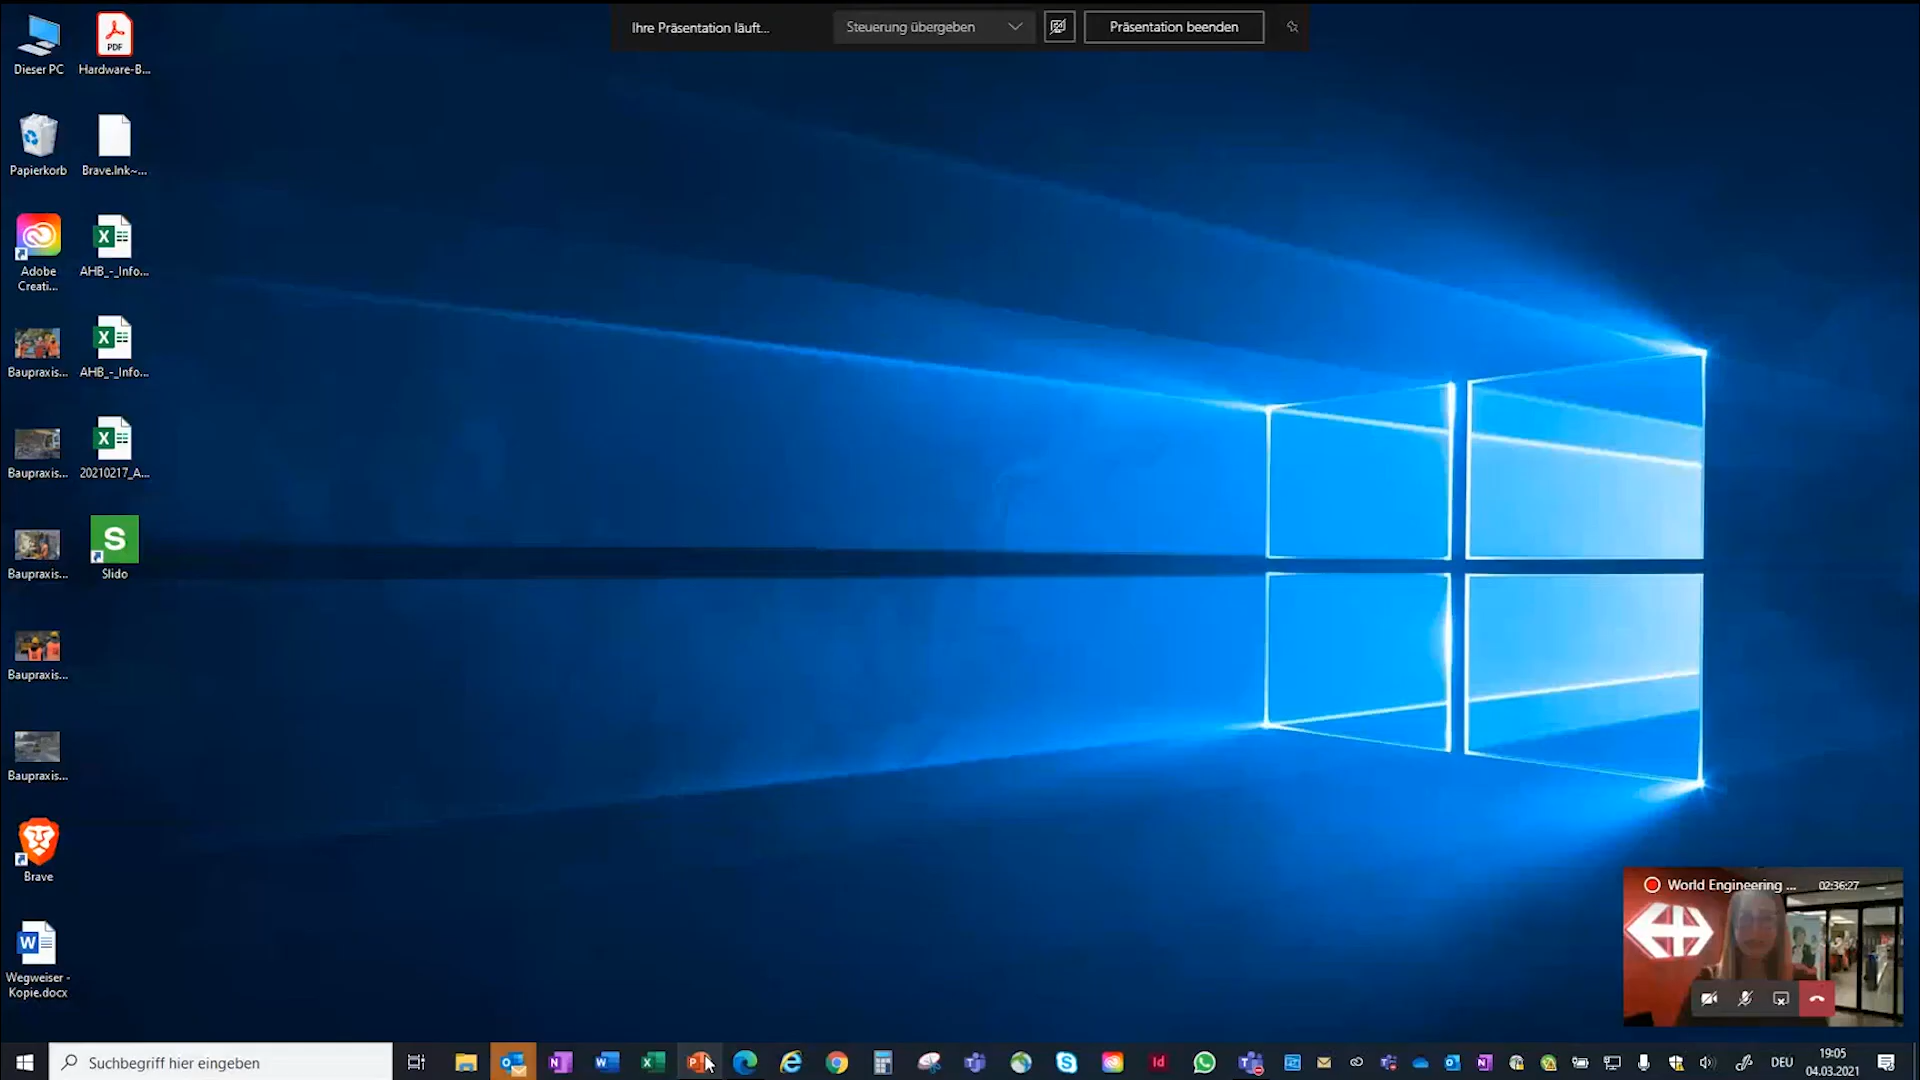 Ihre Präsentation läuft...
Steuerung übergeben
Präsentation beenden
Dieser PC
Hardware-B...
PDF
Papierkorb
Brave.lnk~...
Adobe
Creati...
AHB_-_Info...
Baupraxis...
AHB_-_Info...
Baupraxis...
20210217_A...
Baupraxis...
S
Slido
Baupraxis...
Baupraxis...
Brave
Wegweiser -
Kopie.docx
World Engineering ...
02:36:27
Suchbegriff hier eingeben
DEU
19:05
04.03.2021